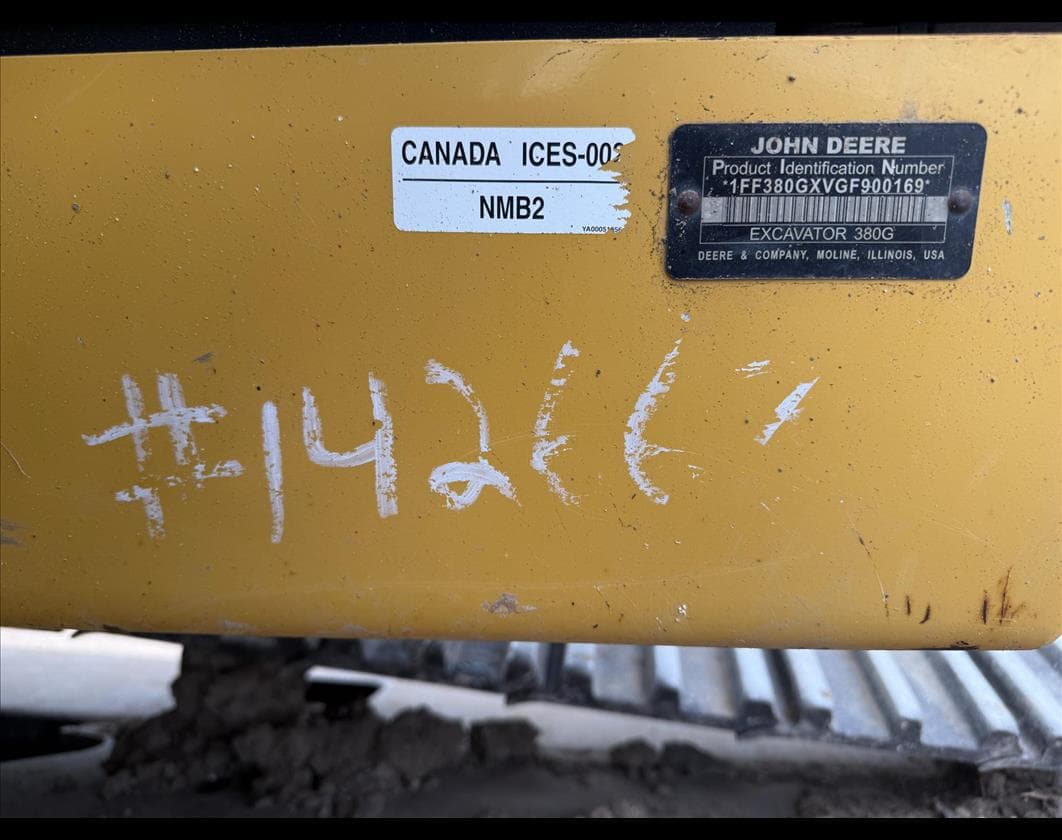 CANADA ICES-00
NMB2
JOHN DEERE
Product Identification Number
*1FF380GXVGF900169*
EXCAVATOR 380G
DEERE & COMPANY, MOLINE, ILLINOIS, USA
#14266